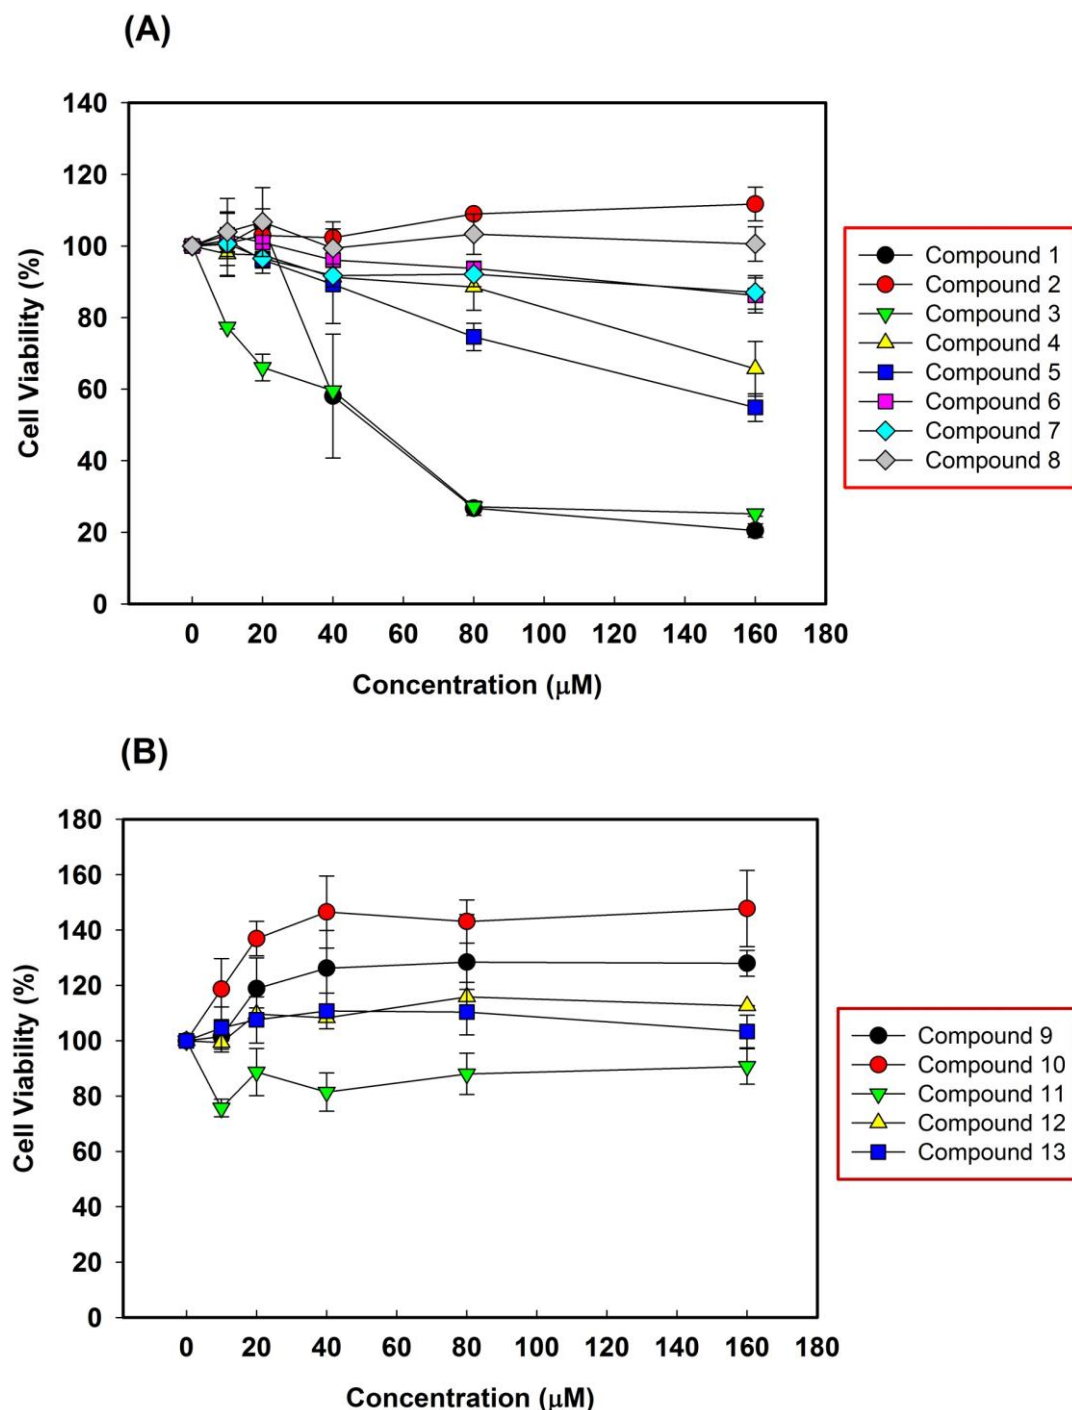 (A)
140
120
100
80
60
40
20
0
Cell Viability (%)
0 20 40 60 80 100 120 140 160 180
Concentration (μM)
Compound 1
Compound 2
Compound 3
Compound 4
Compound 5
Compound 6
Compound 7
Compound 8
(B)
180
160
140
120
100
80
60
40
20
0
Cell Viability (%)
0 20 40 60 80 100 120 140 160 180
Concentration (μM)
Compound 9
Compound 10
Compound 11
Compound 12
Compound 13